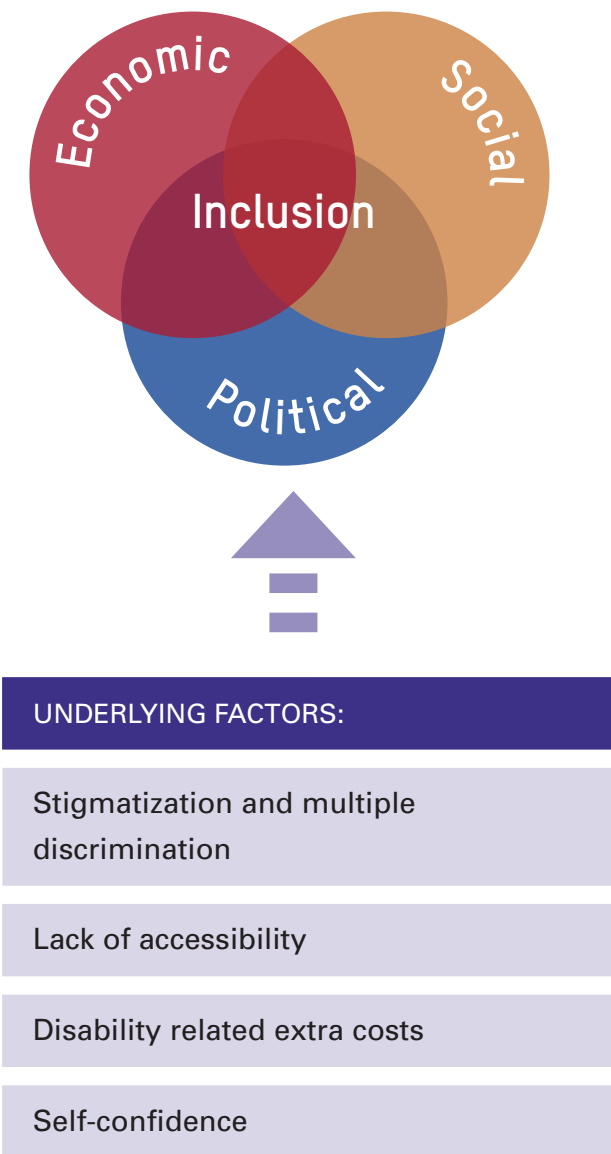 Economic
Social
Inclusion
Political
UNDERLYING FACTORS:
Stigmatization and multiple
discrimination
Lack of accessibility
Disability related extra costs
Self-confidence